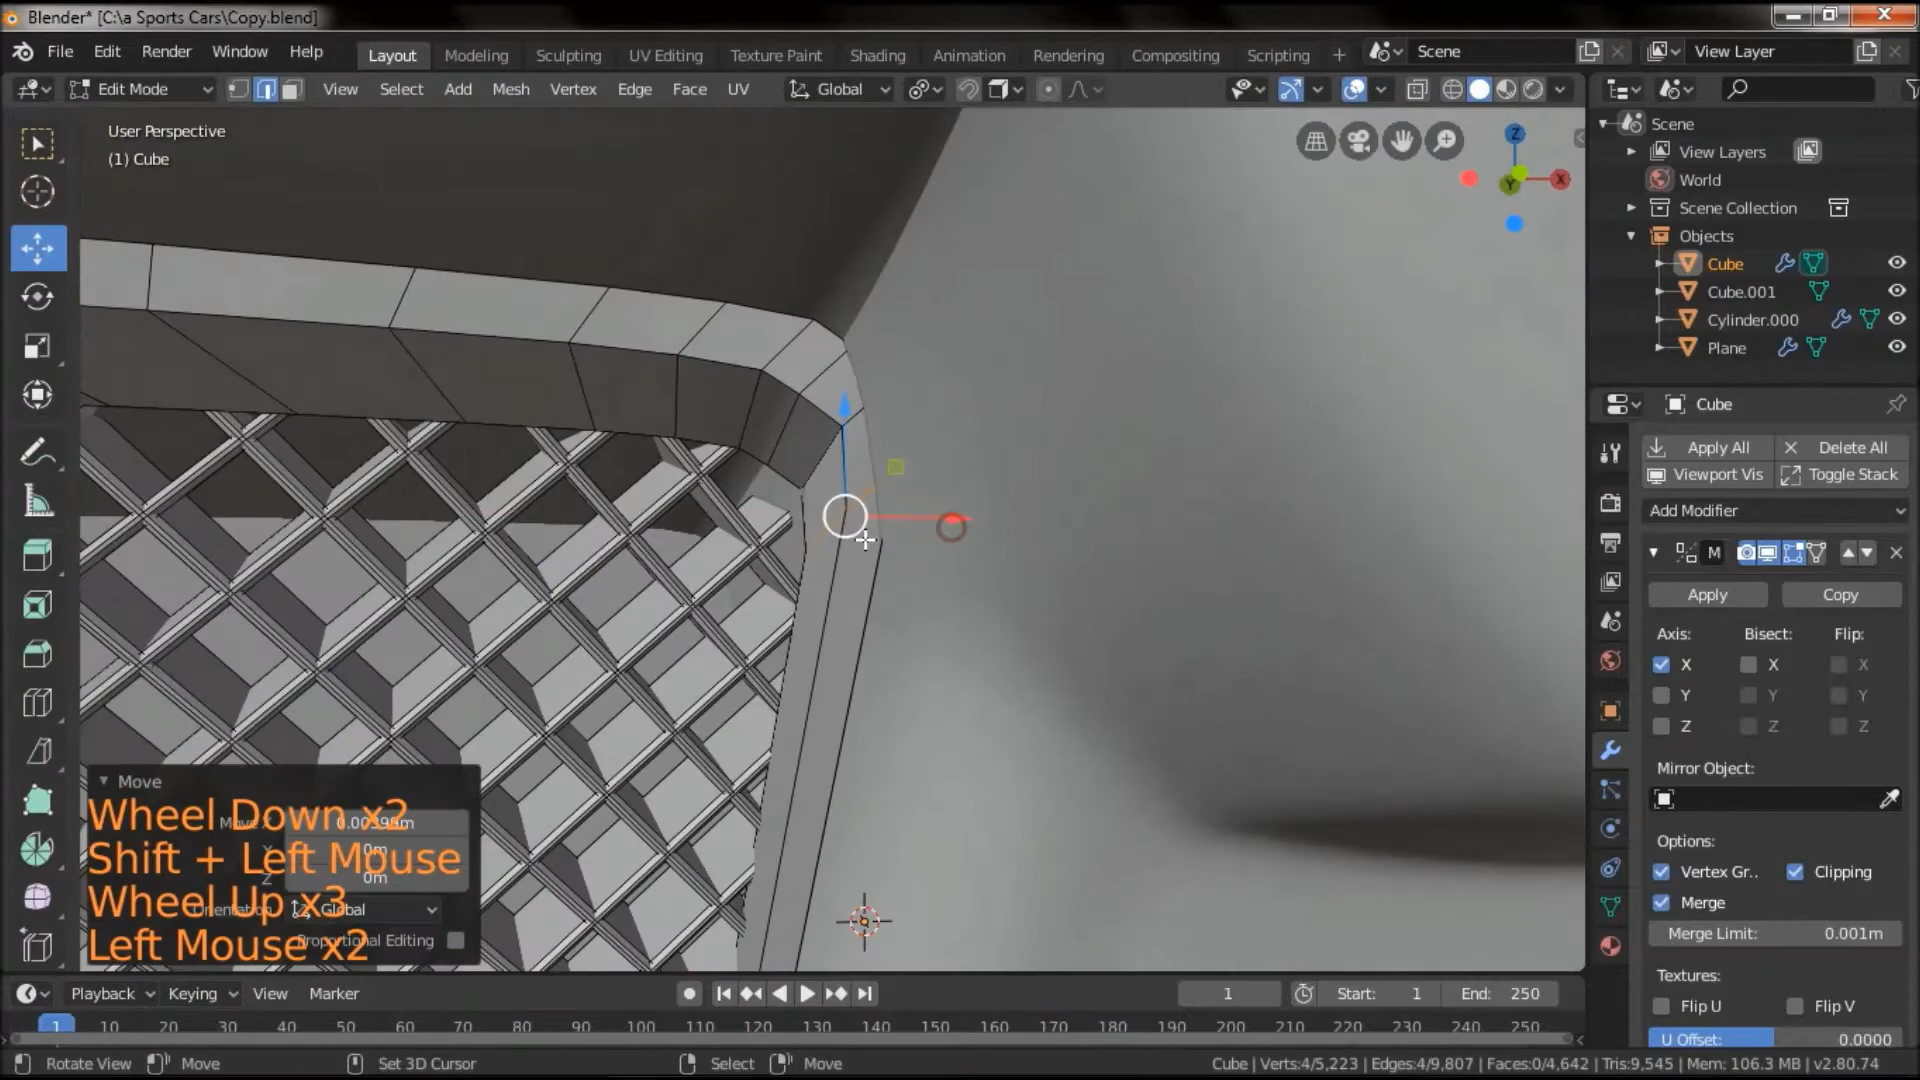 Blender* [C:\a Sports Cars\Copy.blend]
File Edit Render Window Help Layout Modeling Sculpting UV Editing Texture Paint Shading Animation Rendering Compositing Scripting + Scene View Layer
Edit Mode View Select Add Mesh Vertex Edge Face UV Global
User Perspective
(1) Cube
Z
X
Y
Scene
View Layers
World
Scene Collection
Objects
Cube
Cube.001
Cylinder.000
Plane
Cube
Apply All Delete All
Viewport Vis Toggle Stack
Add Modifier
M
Apply Copy
Axis: Bisect: Flip:
X X X
Y Y Y
Z Z Z
Mirror Object:
Options:
Vertex Gr.. Clipping
Merge
Merge Limit: 0.001m
Textures:
Flip U Flip V
U Offset: 0.0000
Move
Wheel Down x2
Shift + Left Mouse
0m
Z 0m
Wheel Up x3
Global
Left Mouse x2
Proportional Editing
Playback Keying View Marker 1 Start: 1 End: 250
1 10 20 30 40 50 60 70 80 90 100 110 120 130 140 150 160 170 180 190 200 210 220 230 240 250
Rotate View Move Set 3D Cursor Select Move Cube | Verts:4/5,223 | Edges:4/9,807 | Faces:0/4,642 | Tris:9,545 | Mem: 106.3 MB | v2.80.74